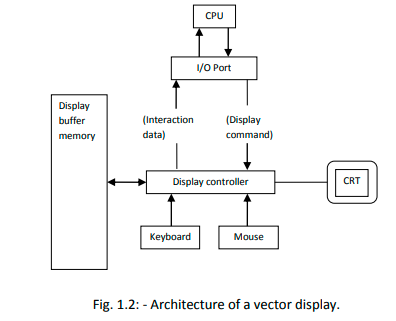 CPU
I/O Port
Display
buffer
memory
(Interaction
data)
(Display
command)
Display controller
CRT
Keyboard
Mouse
Fig. 1.2: - Architecture of a vector display.